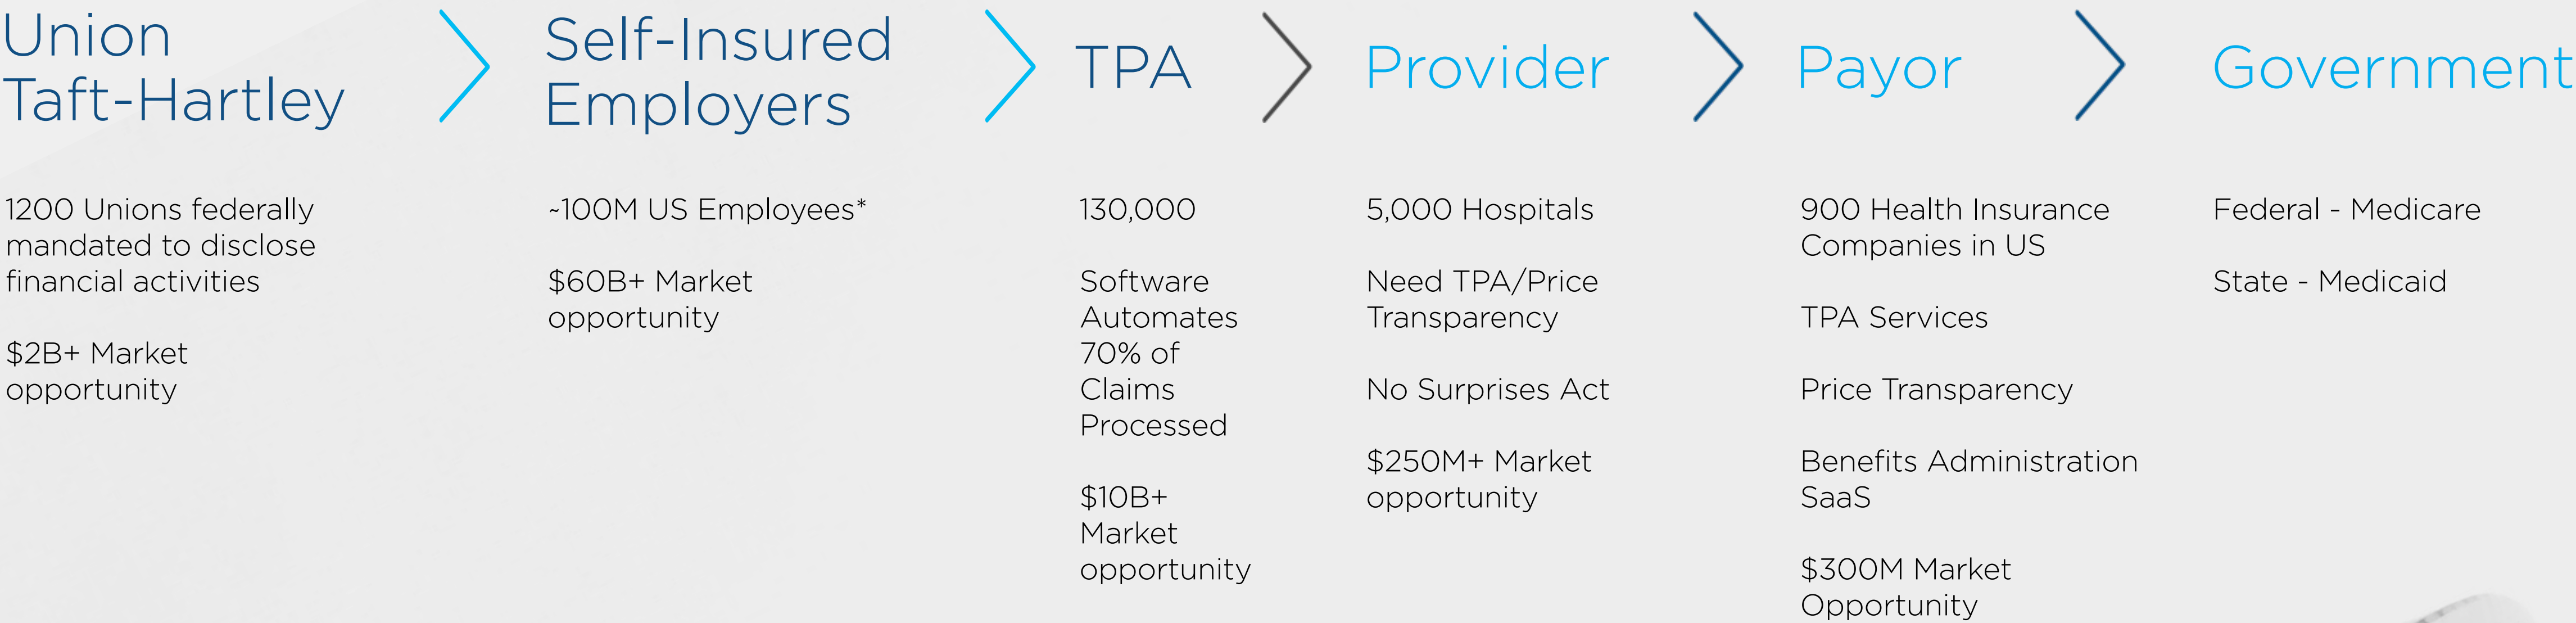 Union
Taft-Hartley
1200 Unions federally
mandated to disclose
financial activities
$2B+ Market
opportunity
Self-Insured
Employers
~100M US Employees*
$60B+ Market
opportunity
TPA
130,000
Software
Automates
70% of
Claims
Processed
$10B+
Market
opportunity
Provider
5,000 Hospitals
Need TPA/Price
Transparency
No Surprises Act
$250M+ Market
opportunity
Payor
900 Health Insurance
Companies in US
TPA Services
Price Transparency
Benefits Administration
SaaS
$300M Market
Opportunity
Government
Federal - Medicare
State - Medicaid